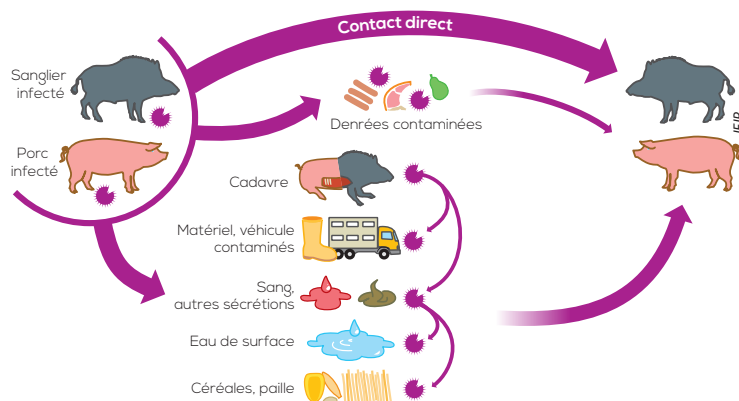 Contact direct
Sanglier
infecté
Porc
infecté
Denrées contaminées
IFIP
Cadavre
Matériel, véhicule
contaminés
Sang,
autres sécrétions
Eau de surface
Céréales, paille